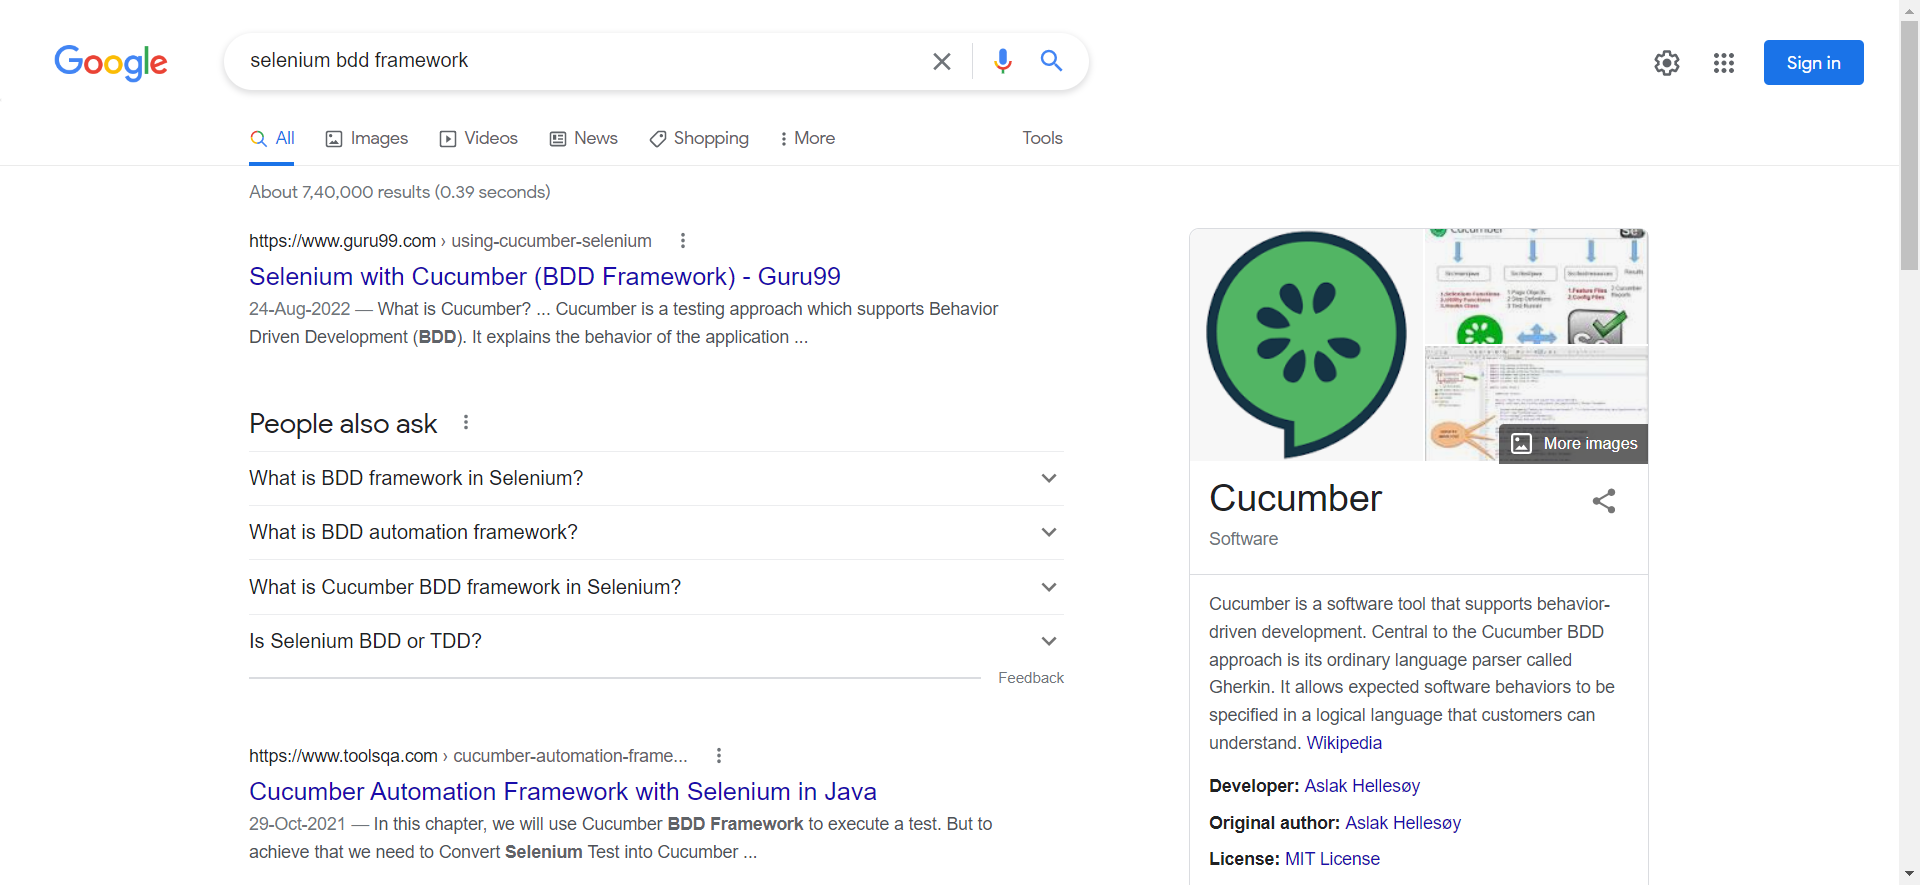 Google
selenium bdd framework
Sign in
All
Images
Videos
News
Shopping
More
Tools
About 7,40,000 results (0.39 seconds)
https://www.guru99.com › using-cucumber-selenium
Selenium with Cucumber (BDD Framework) - Guru99
24-Aug-2022 — What is Cucumber? ... Cucumber is a testing approach which supports Behavior
Driven Development (BDD). It explains the behavior of the application ...
People also ask
What is BDD framework in Selenium?
What is BDD automation framework?
What is Cucumber BDD framework in Selenium?
Is Selenium BDD or TDD?
Feedback
https://www.toolsqa.com › cucumber-automation-frame...
Cucumber Automation Framework with Selenium in Java
29-Oct-2021 — In this chapter, we will use Cucumber BDD Framework to execute a test. But to
achieve that we need to Convert Selenium Test into Cucumber ...
More images
Cucumber
Software
Cucumber is a software tool that supports behavior-
driven development. Central to the Cucumber BDD
approach is its ordinary language parser called
Gherkin. It allows expected software behaviors to be
specified in a logical language that customers can
understand. Wikipedia
Developer: Aslak Hellesøy
Original author: Aslak Hellesøy
License: MIT License